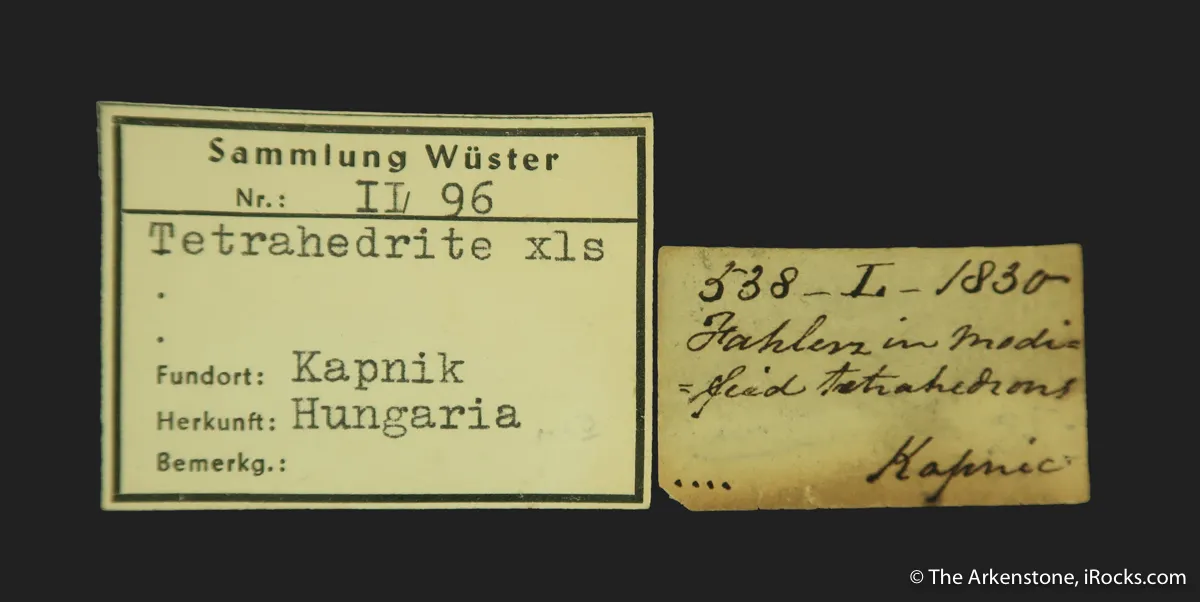 Sammlung Wüster
Nr.: II/ 96
Tetrahedrite xls
.
.
Fundort: Kapnik
Herkunft: Hungaria
Bemerkg.:
538 – L – 1830
Fahlerz in Modi=
=fied tetrahedrons
Kapnic
....
© The Arkenstone, iRocks.com